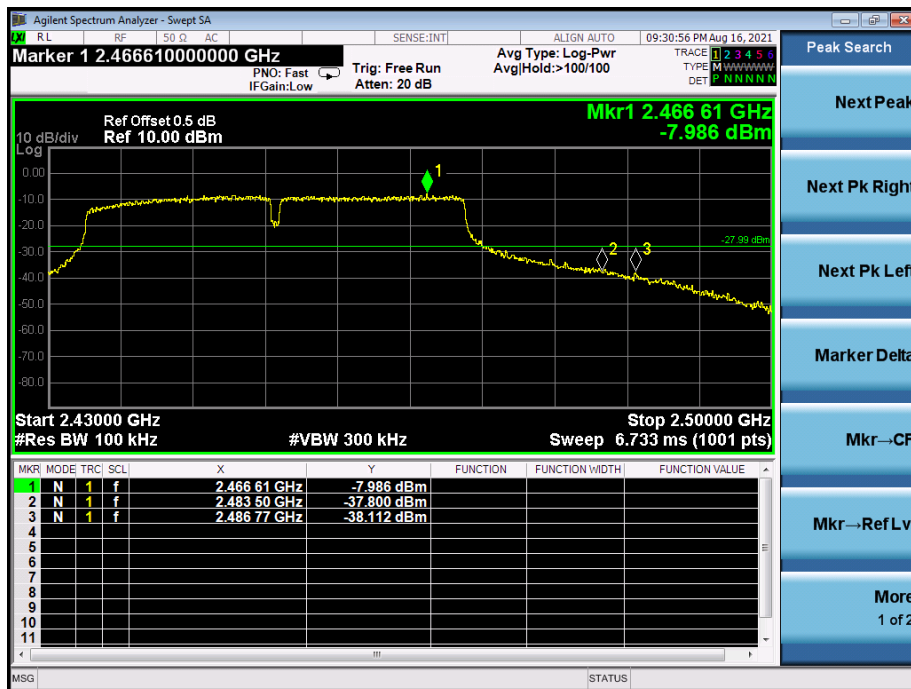 Agilent Spectrum Analyzer - Swept SA
LXI RL RF 50 Ω AC SENSE:INT ALIGN AUTO 09:30:56 PM Aug 16, 2021
Marker 1 2.466610000000 GHz
PNO: Fast
IFGain:Low
Trig: Free Run
Atten: 20 dB
Avg Type: Log-Pwr
Avg|Hold:>100/100
TRACE 1 2 3 4 5 6
TYPE M W W W W W
DET P N N N N N
Peak Search
Next Peak
Next Pk Right
Next Pk Left
Marker Delta
Mkr→CF
Mkr→Ref Lv
More
1 of 2
Mkr1 2.466 61 GHz
-7.986 dBm
Ref Offset 0.5 dB
10 dB/div Ref 10.00 dBm
Log
0.00
-10.0
-20.0
-30.0
-40.0
-50.0
-60.0
-70.0
-80.0
1
2
3
-27.99 dBm
Start 2.43000 GHz Stop 2.50000 GHz
#Res BW 100 kHz #VBW 300 kHz Sweep 6.733 ms (1001 pts)
MKR MODE TRC SCL X Y FUNCTION FUNCTION WIDTH FUNCTION VALUE
1 N 1 f 2.466 61 GHz -7.986 dBm
2 N 1 f 2.483 50 GHz -37.800 dBm
3 N 1 f 2.486 77 GHz -38.112 dBm
4
5
6
7
8
9
10
11
MSG STATUS